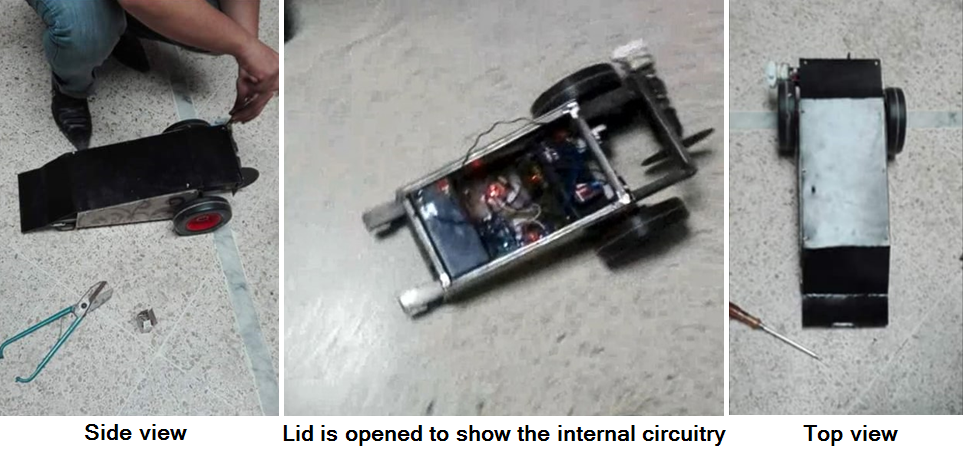 Side view
Lid is opened to show the internal circuitry
Top view